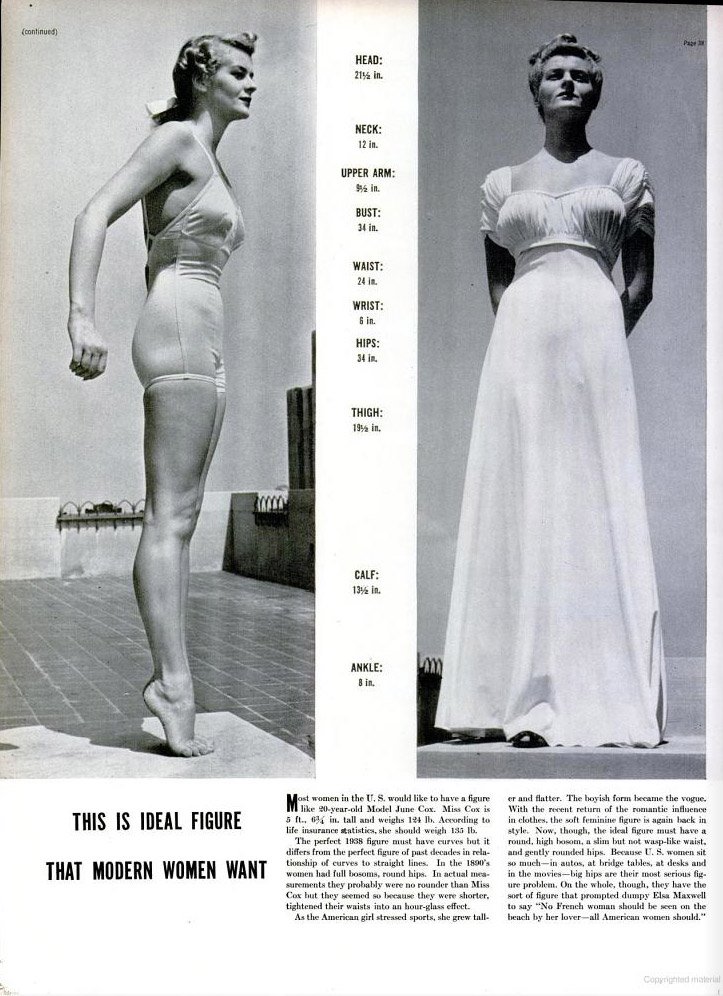 (continued)
Page 38
HEAD:
21½ in.
NECK:
12 in.
UPPER ARM:
9½ in.
BUST:
34 in.
WAIST:
24 in.
WRIST:
6 in.
HIPS:
34 in.
THIGH:
19½ in.
CALF:
13½ in.
ANKLE:
8 in.
THIS IS IDEAL FIGURE
THAT MODERN WOMEN WANT
Most women in the U. S. would like to have a figure
like 20-year-old Model June Cox. Miss Cox is
5 ft., 6¾ in. tall and weighs 124 lb. According to
life insurance statistics, she should weigh 135 lb.
The perfect 1938 figure must have curves but it
differs from the perfect figure of past decades in rela-
tionship of curves to straight lines. In the 1890's
women had full bosoms, round hips. In actual mea-
surements they probably were no rounder than Miss
Cox but they seemed so because they were shorter,
tightened their waists into an hour-glass effect.
As the American girl stressed sports, she grew tall-
er and flatter. The boyish form became the vogue.
With the recent return of the romantic influence
in clothes, the soft feminine figure is again back in
style. Now, though, the ideal figure must have a
round, high bosom, a slim but not wasp-like waist,
and gently rounded hips. Because U. S. women sit
so much—in autos, at bridge tables, at desks and
in the movies—big hips are their most serious fig-
ure problem. On the whole, though, they have the
sort of figure that prompted dumpy Elsa Maxwell
to say "No French woman should be seen on the
beach by her lover—all American women should."
Copyrighted material